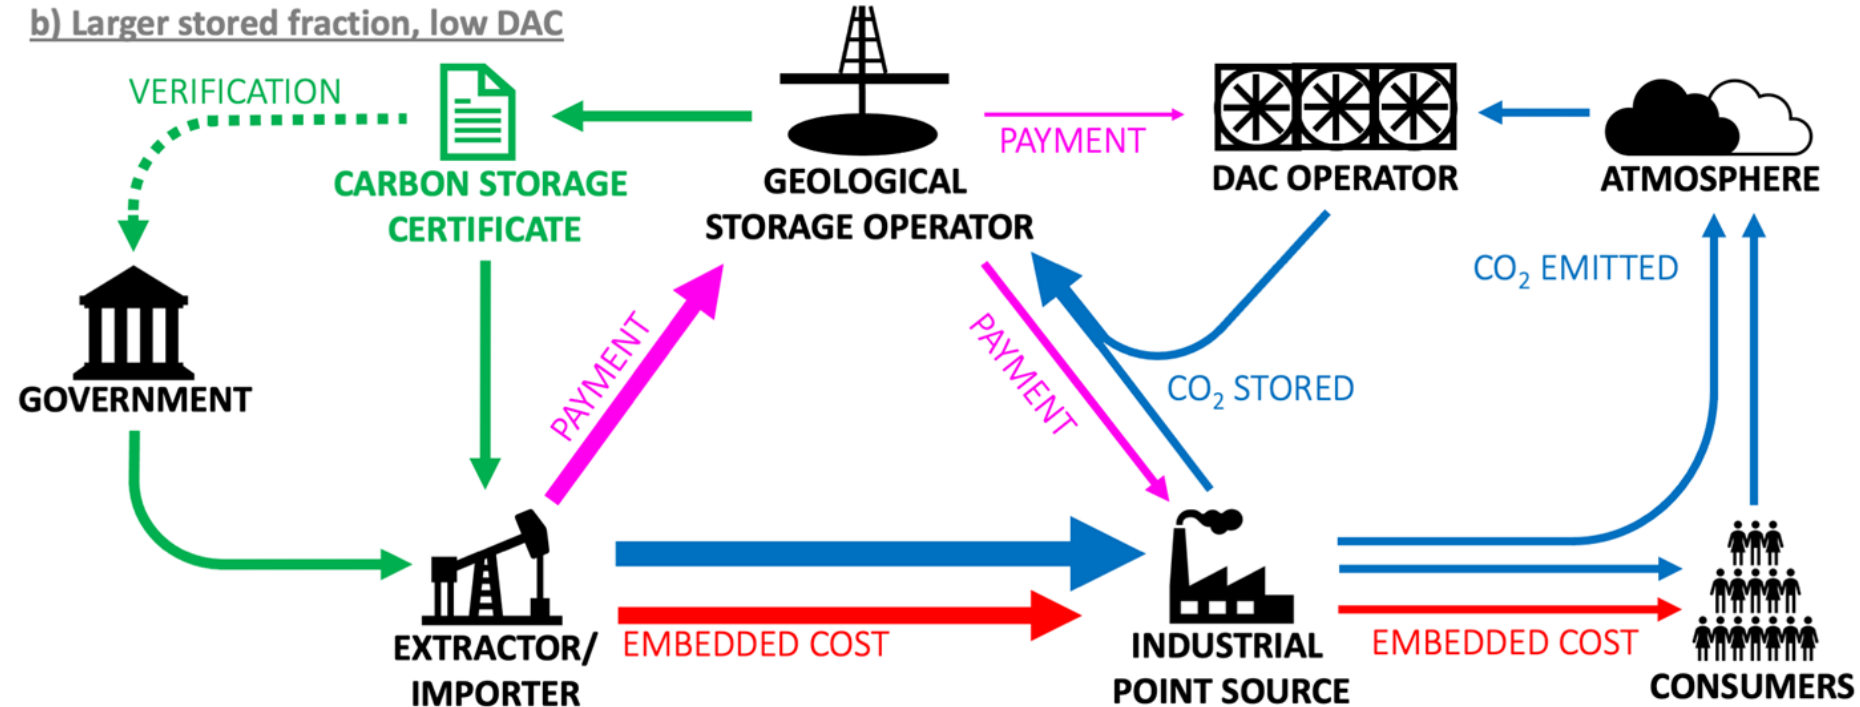 b) Larger stored fraction, low DAC
VERIFICATION
CARBON STORAGE
CERTIFICATE
GEOLOGICAL
STORAGE OPERATOR
PAYMENT
DAC OPERATOR
ATMOSPHERE
CO₂ EMITTED
GOVERNMENT
PAYMENT
PAYMENT
CO₂ STORED
EXTRACTOR/
IMPORTER
EMBEDDED COST
INDUSTRIAL
POINT SOURCE
EMBEDDED COST
CONSUMERS